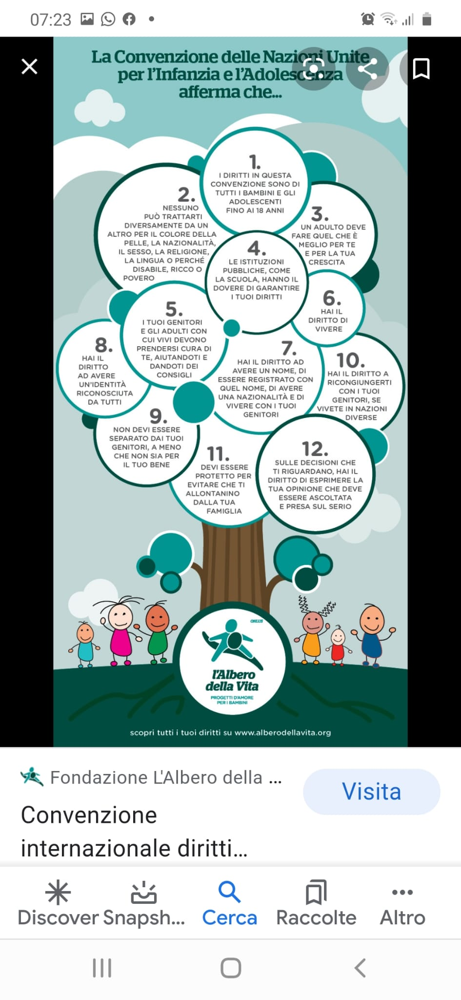 07:23
La Convenzione delle Nazioni Unite
per l'Infanzia e l'Adolescenza
afferma che...
1.
I DIRITTI IN QUESTA
CONVENZIONE SONO DI
TUTTI I BAMBINI E GLI
ADOLESCENTI
FINO AI 18 ANNI
2.
NESSUNO
PUÒ TRATTARTI
DIVERSAMENTE DA UN
ALTRO PER IL COLORE DELLA
PELLE, LA NAZIONALITÀ,
IL SESSO, LA RELIGIONE,
LA LINGUA O PERCHÉ
DISABILE, RICCO O
POVERO
3.
UN ADULTO DEVE
FARE QUEL CHE È
MEGLIO PER TE
E PER LA TUA
CRESCITA
4.
LE ISTITUZIONI
PUBBLICHE, COME
LA SCUOLA, HANNO IL
DOVERE DI GARANTIRE
I TUOI DIRITTI
5.
I TUOI GENITORI
E GLI ADULTI CON
CUI VIVI DEVONO
PRENDERSI CURA DI
TE, AIUTANDOTI E
DANDOTI DEI
CONSIGLI
6.
HAI IL
DIRITTO DI
VIVERE
7.
HAI IL DIRITTO AD
AVERE UN NOME, DI
ESSERE REGISTRATO CON
QUEL NOME, DI AVERE
UNA NAZIONALITÀ E DI
VIVERE CON I TUOI
GENITORI
8.
HAI IL
DIRITTO
AD AVERE
UN'IDENTITÀ
RICONOSCIUTA
DA TUTTI
9.
NON DEVI ESSERE
SEPARATO DAI TUOI
GENITORI, A MENO
CHE NON SIA PER
IL TUO BENE
10.
HAI IL DIRITTO A
RICONGIUNGERTI
CON I TUOI
GENITORI, SE
VIVETE IN NAZIONI
DIVERSE
11.
DEVI ESSERE
PROTETTO PER
EVITARE CHE TI
ALLONTANINO
DALLA TUA
FAMIGLIA
12.
SULLE DECISIONI CHE
TI RIGUARDANO, HAI IL
DIRITTO DI ESPRIMERE LA
TUA OPINIONE CHE DEVE
ESSERE ASCOLTATA
E PRESA SUL SERIO
ONLUS
l'Albero
della Vita
PROGETTI D'AMORE
PER I BAMBINI
scopri tutti i tuoi diritti su www.alberodellavita.org
Fondazione L'Albero della ...
Visita
Convenzione
internazionale diritti...
Discover Snapsh... Cerca Raccolte Altro